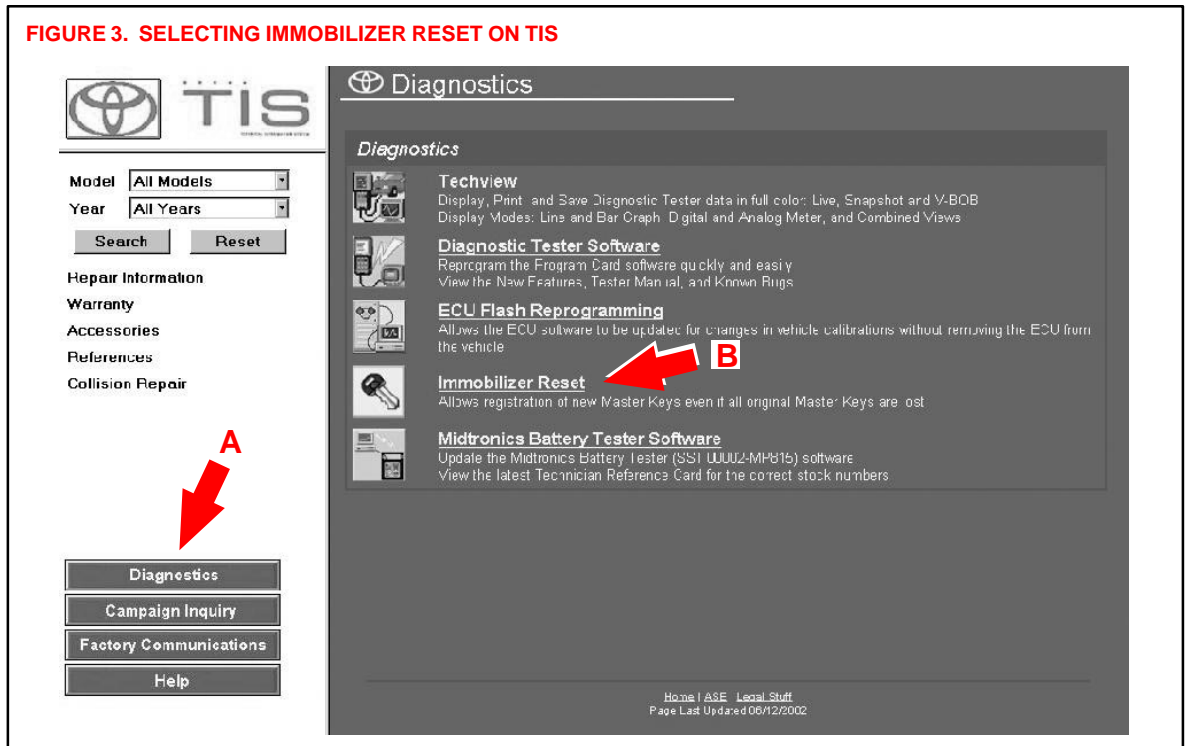 FIGURE 3. SELECTING IMMOBILIZER RESET ON TIS
TIS
Model All Models
Year All Years
Search Reset
Repair Information
Warranty
Accessories
References
Collision Repair
A
Diagnostics
Campaign Inquiry
Factory Communications
Help
Diagnostics
Diagnostics
Techview
Display, Print and Save Diagnostic Tester data in full color: Live, Snapshot and V-BOB
Display Modes: Line and Bar Graph Digital and Analog Meter, and Combined Views
Diagnostic Tester Software
Reprogram the Program Card software quickly and easily
View the New Features, Tester Manual, and Known Bugs
ECU Flash Reprogramming
Allows the ECU software to be updated for changes in vehicle calibrations without removing the ECU from
the vehicle
B
Immobilizer Reset
Allows registration of new Master Keys even if all original Master Keys are lost
Midtronics Battery Tester Software
Update the Midtronics Battery Tester (SST 00002-MP815) software
View the latest Technician Reference Card for the correct stock numbers
Home | ASE Legal Stuff
Page Last Updated 06/12/2002